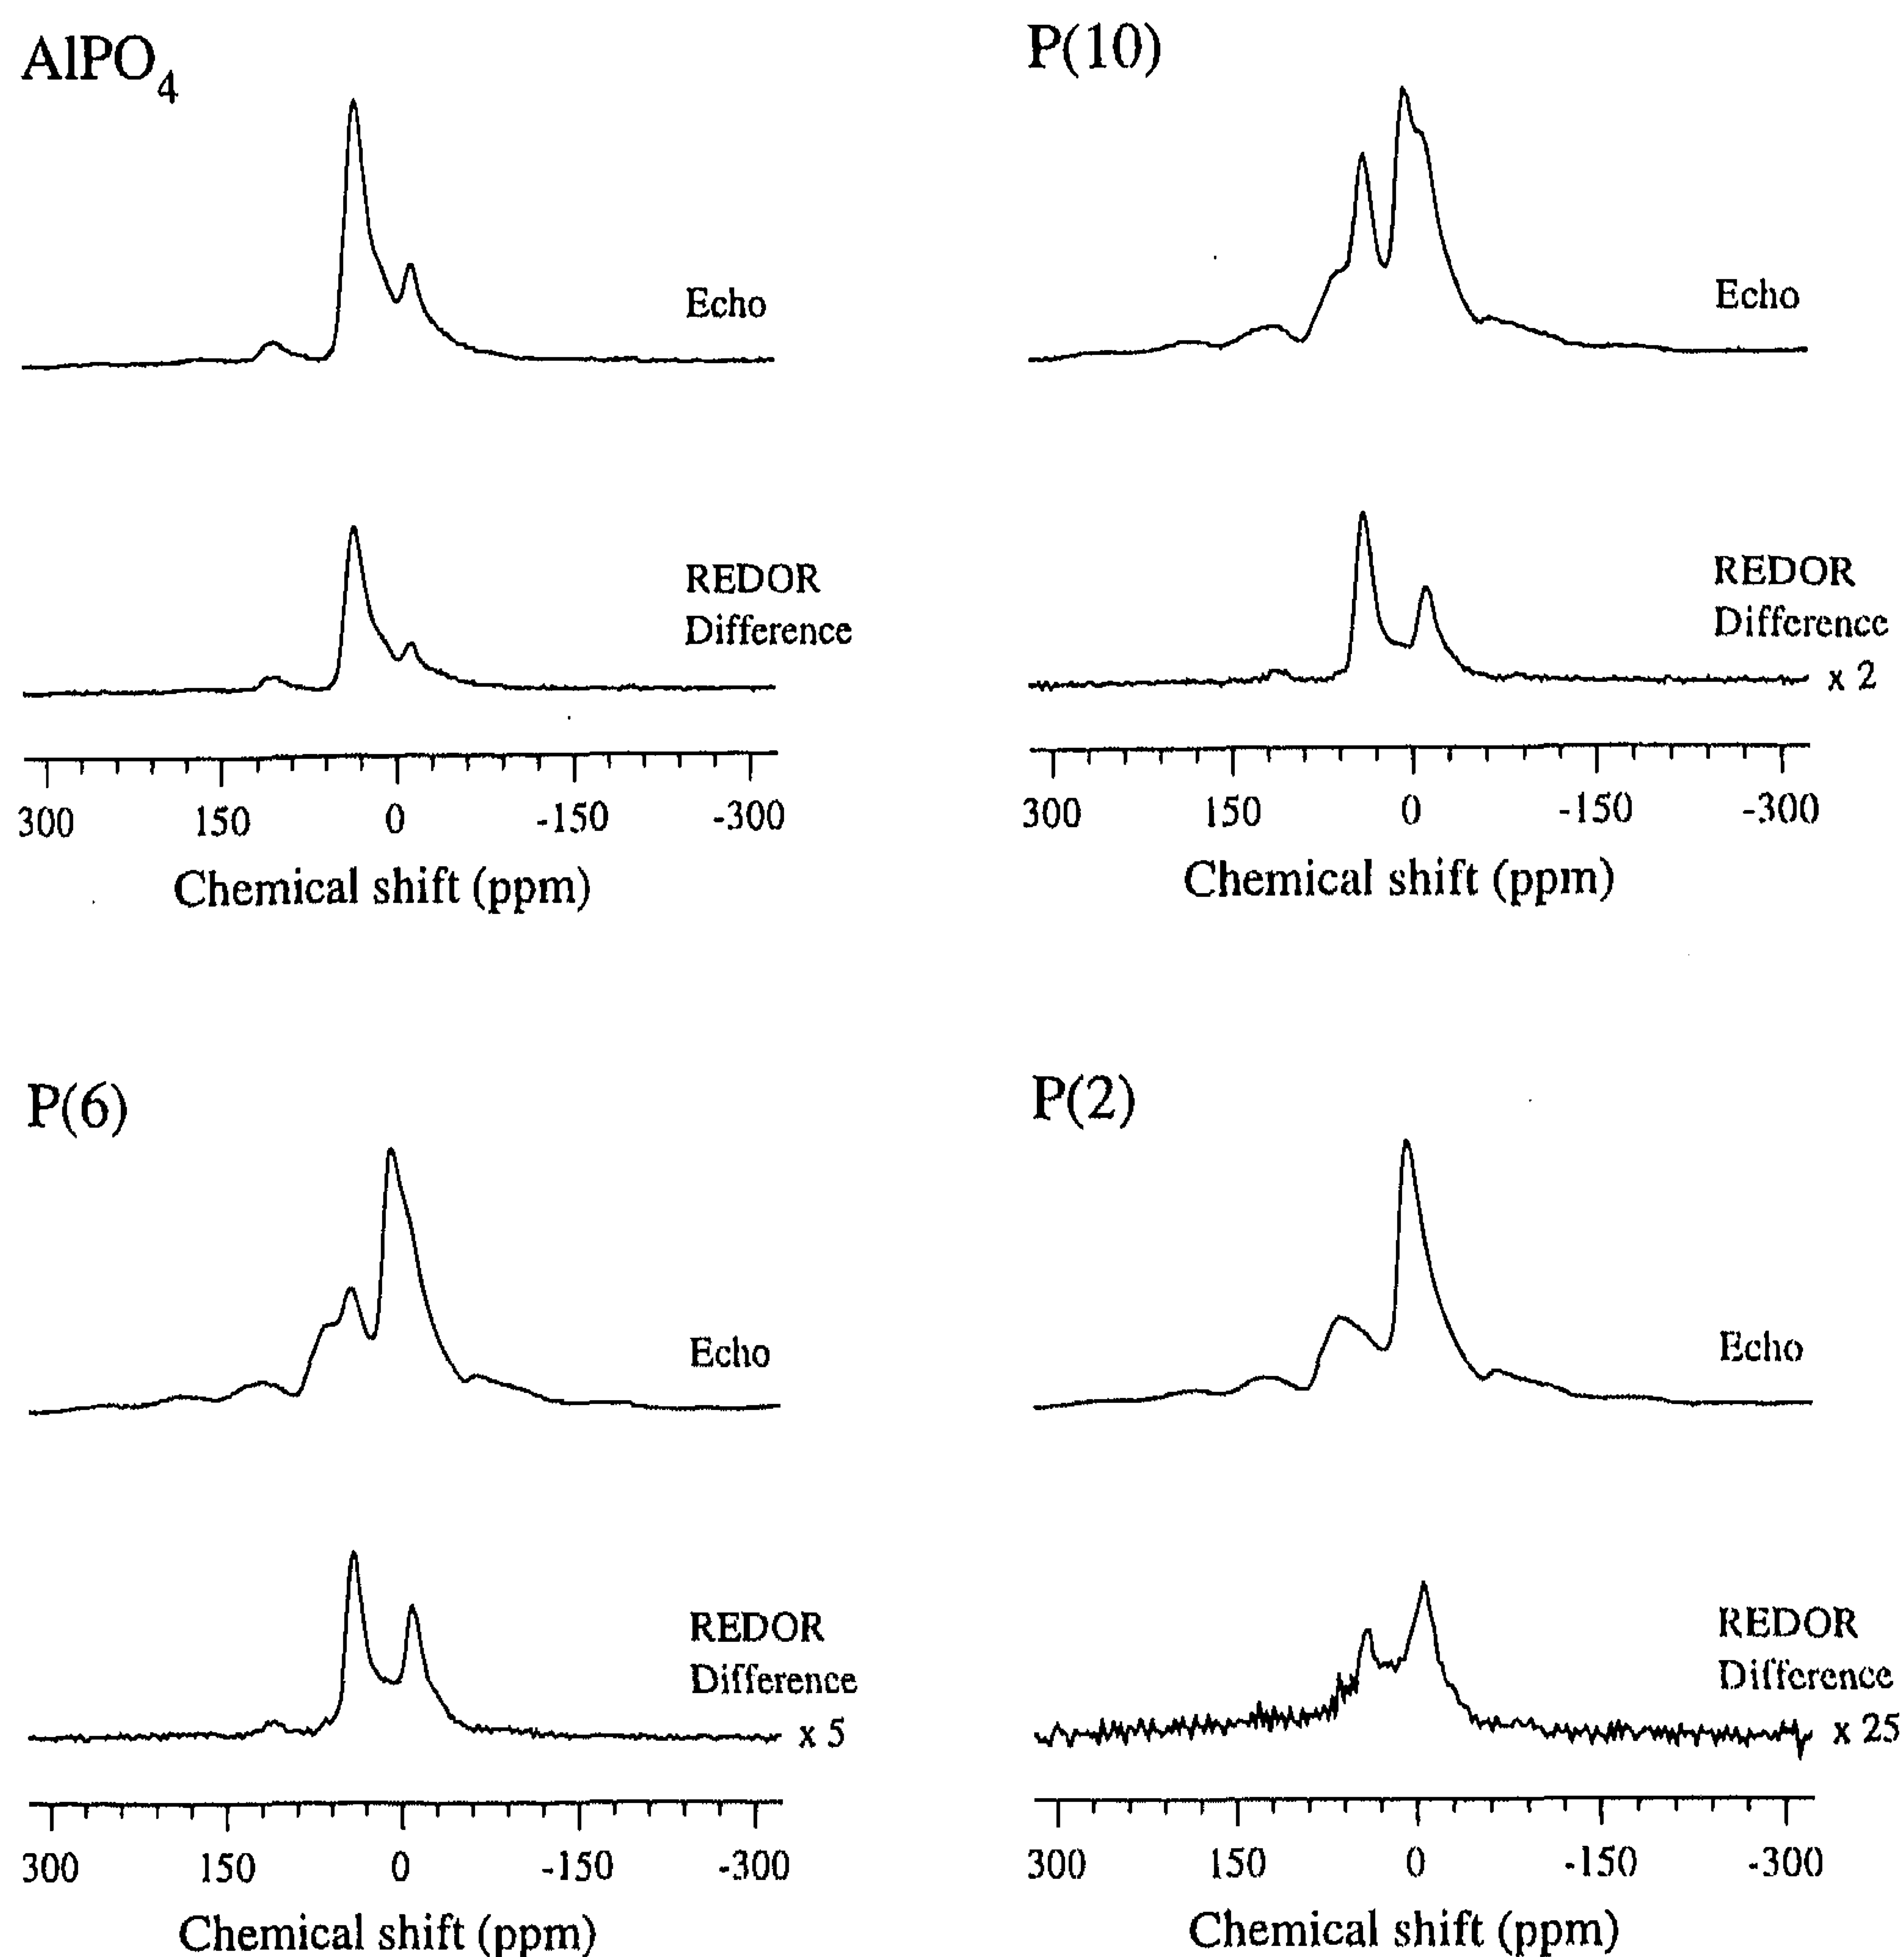 AlPO4
Echo
REDOR
Difference
300 150 0 -150 -300
Chemical shift (ppm)
P(10)
Echo
REDOR
Difference
x 2
300 150 0 -150 -300
Chemical shift (ppm)
P(6)
Echo
REDOR
Difference
x 5
300 150 0 -150 -300
Chemical shift (ppm)
P(2)
Echo
REDOR
Difference
x 25
300 150 0 -150 -300
Chemical shift (ppm)